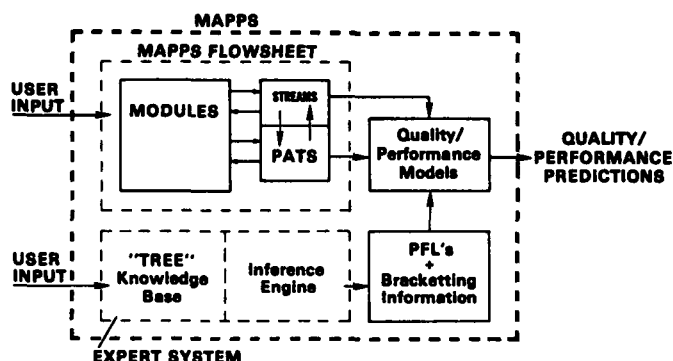 MAPPS
MAPPS FLOWSHEET
USER
INPUT
MODULES
STREAMS
PATS
Quality/
Performance
Models
QUALITY/
PERFORMANCE
PREDICTIONS
USER
INPUT
"TREE"
Knowledge
Base
Inference
Engine
PFL's
+
Bracketting
Information
EXPERT SYSTEM